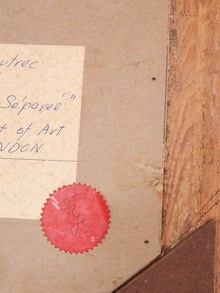 utrec
Séparée"
t of Art
NDON